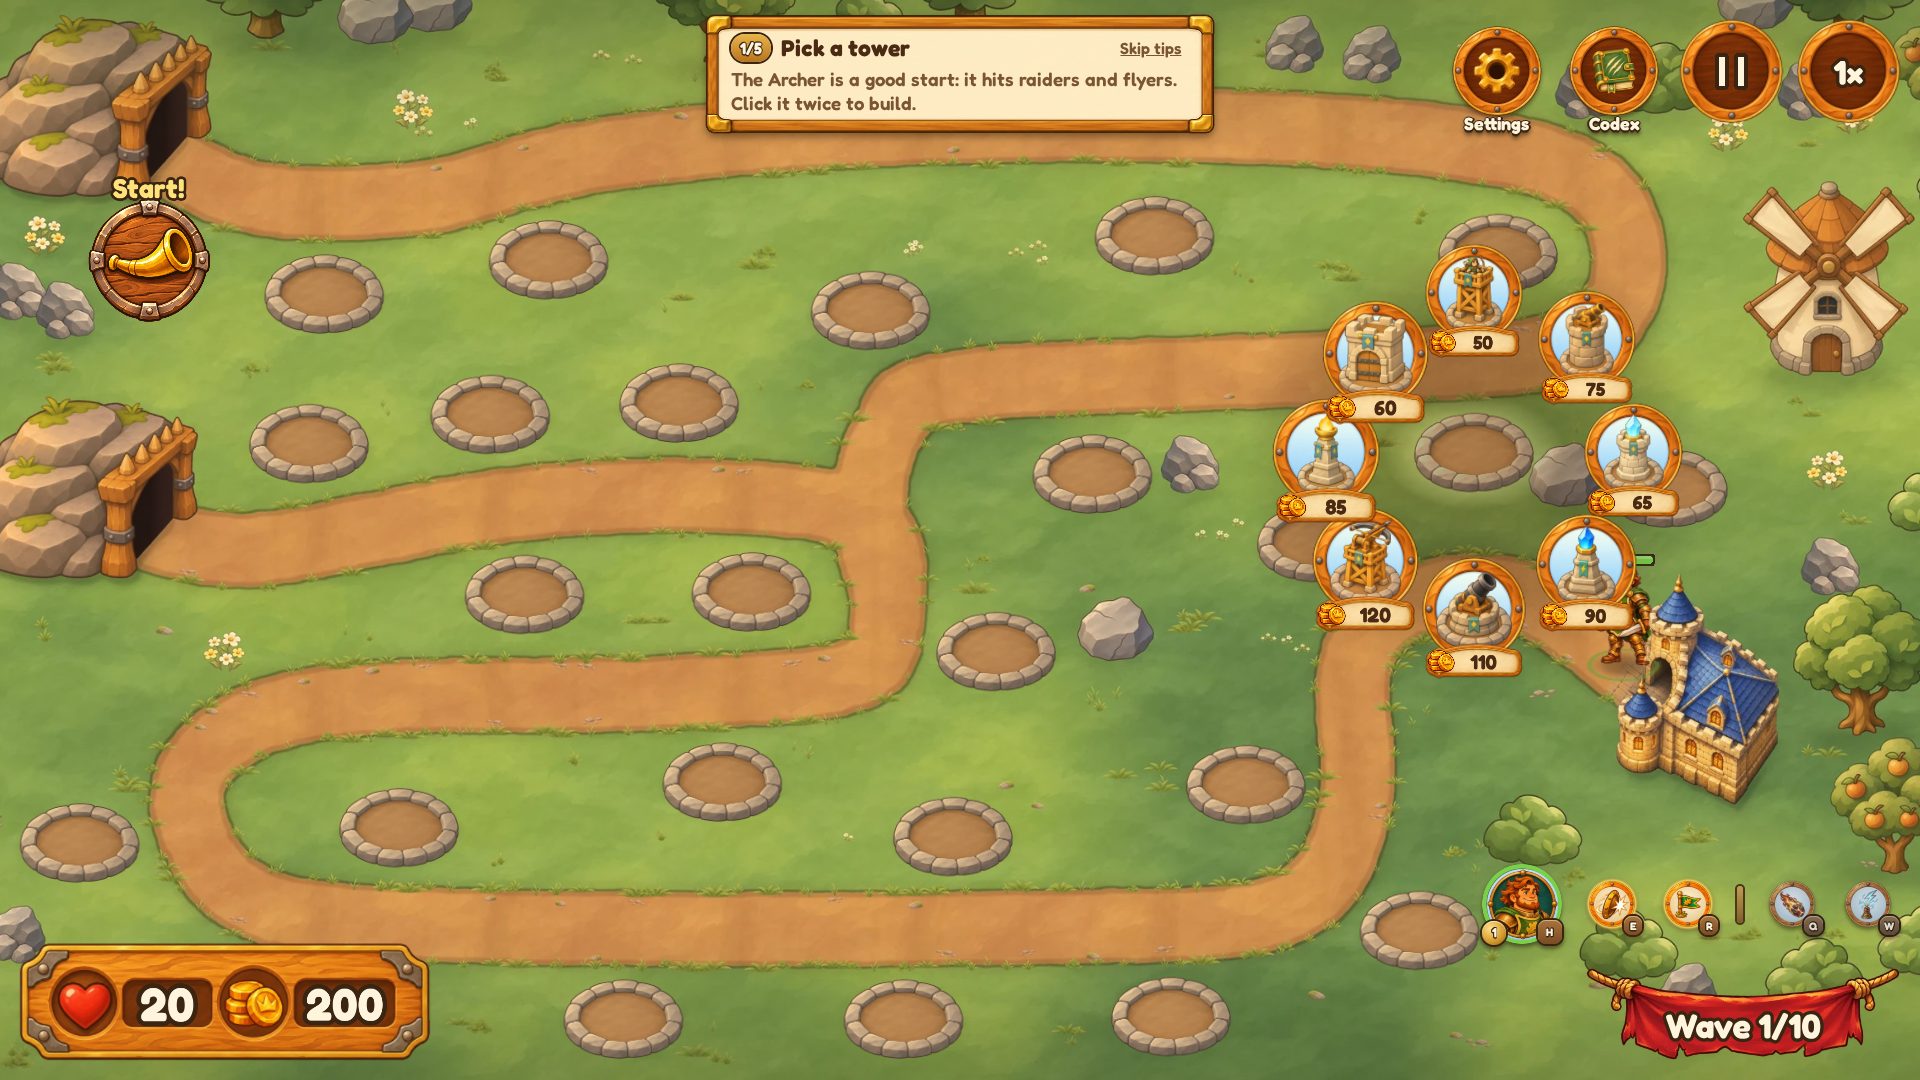 1/5 Pick a tower Skip tips
The Archer is a good start: it hits raiders and flyers.
Click it twice to build.
1x
Settings
Codex
Start!
50
75
60
65
85
120
90
110
1
H
E
R
Q
W
20
200
Wave 1/10